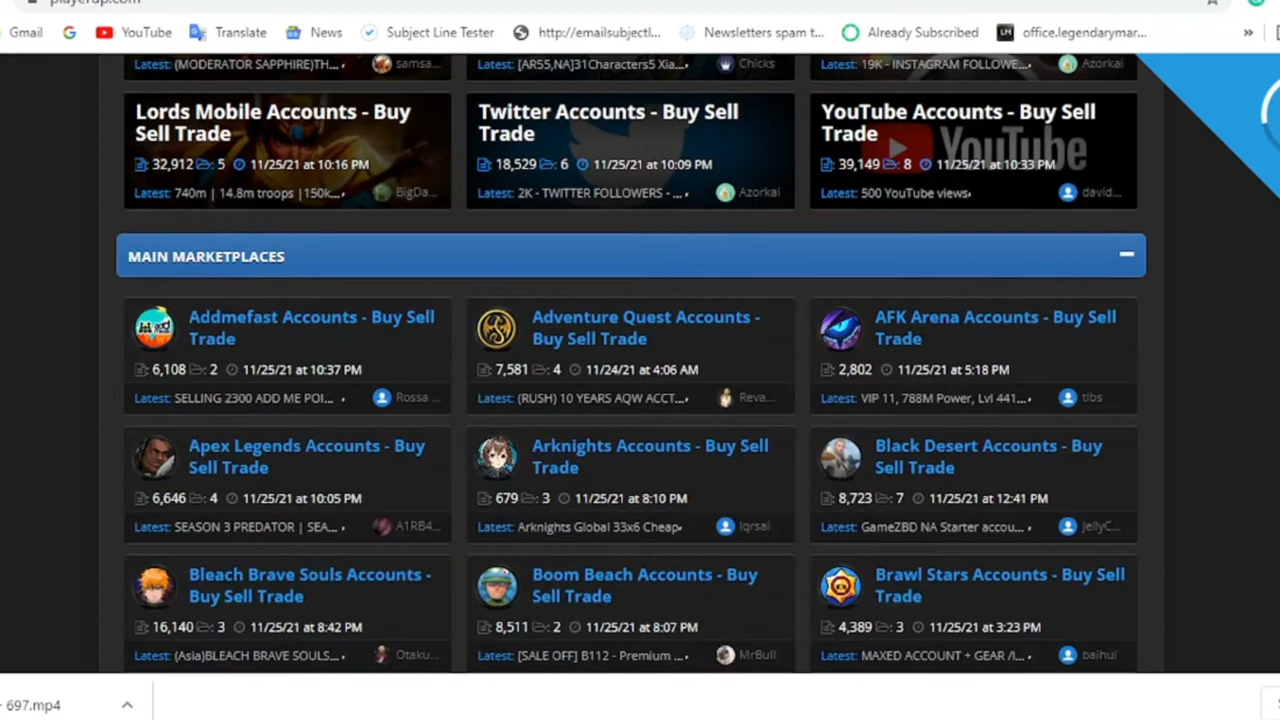 playerup.com
Gmail YouTube Translate News Subject Line Tester http://emailsubjectl... Newsletters spam t... Already Subscribed LM office.legendarymar... »
Latest: (MODERATOR SAPPHIRE)TH... samsa... Latest: [AR55,NA]31Characters5 Xia... Chicks Latest: 19K - INSTAGRAM FOLLOWE... Azorkai
Lords Mobile Accounts - Buy Twitter Accounts - Buy Sell YouTube Accounts - Buy Sell
Sell Trade Trade Trade YouTube
: 32,912 : 5 11/25/21 at 10:16 PM : 18,529 : 6 11/25/21 at 10:09 PM : 39,149 : 8 11/25/21 at 10:33 PM
Latest: 740m | 14.8m troops |150k... BigDa... Latest: 2K - TWITTER FOLLOWERS - ... Azorkai Latest: 500 YouTube views david...
MAIN MARKETPLACES
Addmefast Accounts - Buy Sell Adventure Quest Accounts - AFK Arena Accounts - Buy Sell
Trade Buy Sell Trade Trade
: 6,108 : 2 11/25/21 at 10:37 PM : 7,581 : 4 11/24/21 at 4:06 AM : 2,802 11/25/21 at 5:18 PM
Latest: SELLING 2300 ADD ME POI... Rossa ... Latest: (RUSH) 10 YEARS AQW ACCT... Reva... Latest: VIP 11, 788M Power, Lvl 441... tibs
Apex Legends Accounts - Buy Arknights Accounts - Buy Sell Black Desert Accounts - Buy
Sell Trade Trade Sell Trade
: 6,646 : 4 11/25/21 at 10:05 PM : 679 : 3 11/25/21 at 8:10 PM : 8,723 : 7 11/25/21 at 12:41 PM
Latest: SEASON 3 PREDATOR | SEA... A1RB4... Latest: Arknights Global 33x6 Cheap Iqrsal Latest: GameZBD NA Starter accou... JellyC...
Bleach Brave Souls Accounts - Boom Beach Accounts - Buy Brawl Stars Accounts - Buy Sell
Buy Sell Trade Sell Trade Trade
: 16,140 : 3 11/25/21 at 8:42 PM : 8,511 : 2 11/25/21 at 8:07 PM : 4,389 : 3 11/25/21 at 3:23 PM
Latest: (Asia)BLEACH BRAVE SOULS... Otaku... Latest: [SALE OFF] B112 - Premium ... MrBull Latest: MAXED ACCOUNT + GEAR /I... baihul
- 697.mp4